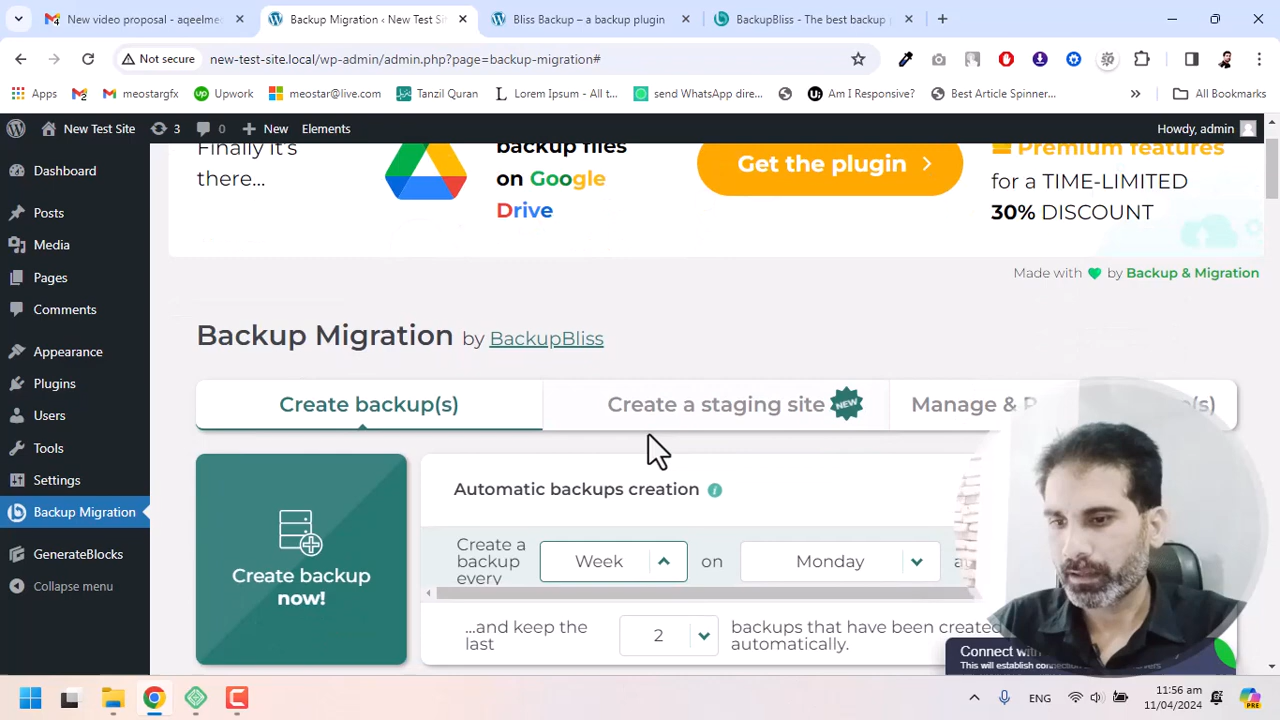 New video proposal - aqeelme
Backup Migration ‹ New Test Sit
Bliss Backup – a backup plugin
BackupBliss - The best backup
Not secure
new-test-site.local/wp-admin/admin.php?page=backup-migration#
Apps
meostargfx
Upwork
meostar@live.com
Tanzil Quran
Lorem Ipsum - All t...
send WhatsApp dire...
Am I Responsive?
Best Article Spinner...
All Bookmarks
New Test Site
3
0
New
Elements
Howdy, admin
Dashboard
Posts
Media
Pages
Comments
Appearance
Plugins
Users
Tools
Settings
Backup Migration
GenerateBlocks
Collapse menu
Finally it's
there...
backup files
on Google
Drive
Get the plugin
Premium features
for a TIME-LIMITED
30% DISCOUNT
Made with by Backup & Migration
Backup Migration by BackupBliss
Create backup(s)
Create a staging site
NEW
Manage &
Create backup
now!
Automatic backups creation
Create a
backup
every
Week
on
Monday
...and keep the
last
2
backups that have been created
automatically.
Connect with
This will establish connection
ENG
11:56 am
11/04/2024
PRE